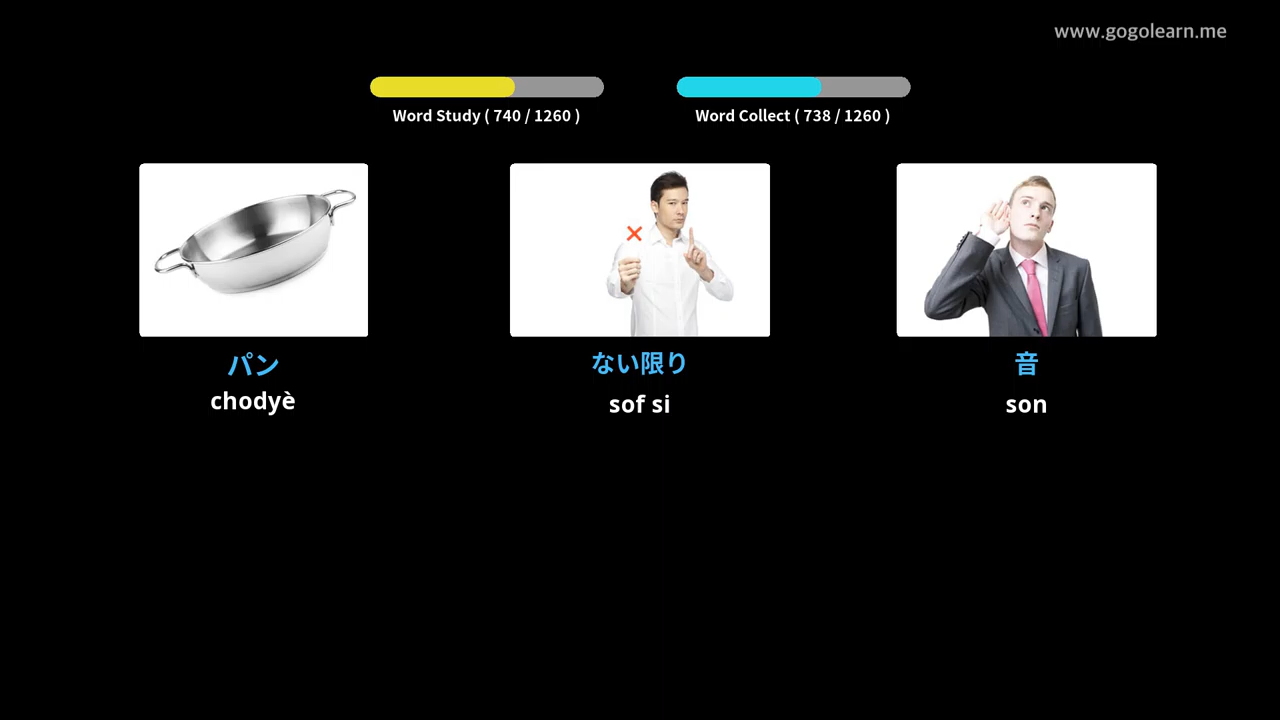 www.gogolearn.me
Word Study ( 740 / 1260 )
Word Collect ( 738 / 1260 )
パン
ない限り
音
chodyè
sof si
son